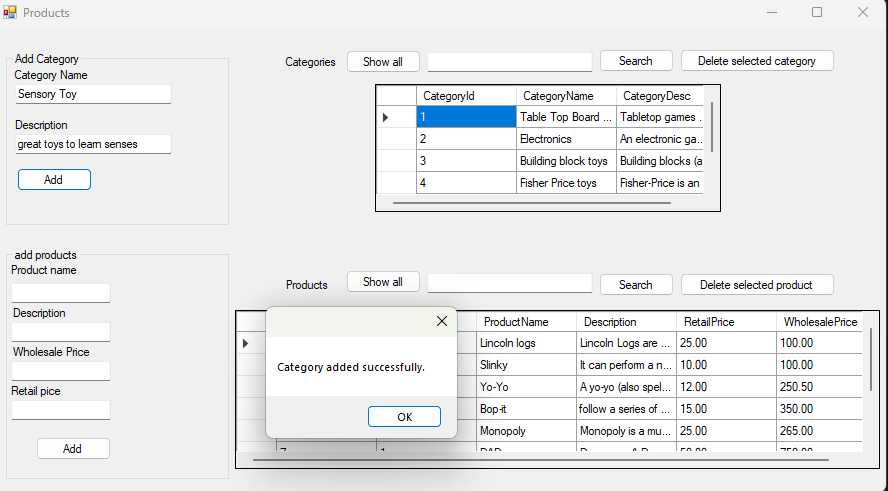 Products
Add Category
Category Name
Sensory Toy
Description
great toys to learn senses
Add
Categories Show all Search Delete selected category
CategoryId CategoryName CategoryDesc
1 Table Top Board ... Tabletop games .
2 Electronics An electronic ga..
3 Building block toys Building blocks (a
4 Fisher Price toys Fisher-Price is an
add products
Product name
Description
Wholesale Price
Retail pice
Add
Products Show all Search Delete selected product
ProductName Description RetailPrice WholesalePrice
Lincoln logs Lincoln Logs are ... 25.00 100.00
Slinky It can perform a n... 10.00 100.00
Yo-Yo A yo-yo (also spel... 12.00 250.50
Bop-it follow a series of ... 15.00 350.00
Monopoly Monopoly is a mu... 25.00 265.00
Category added successfully.
OK